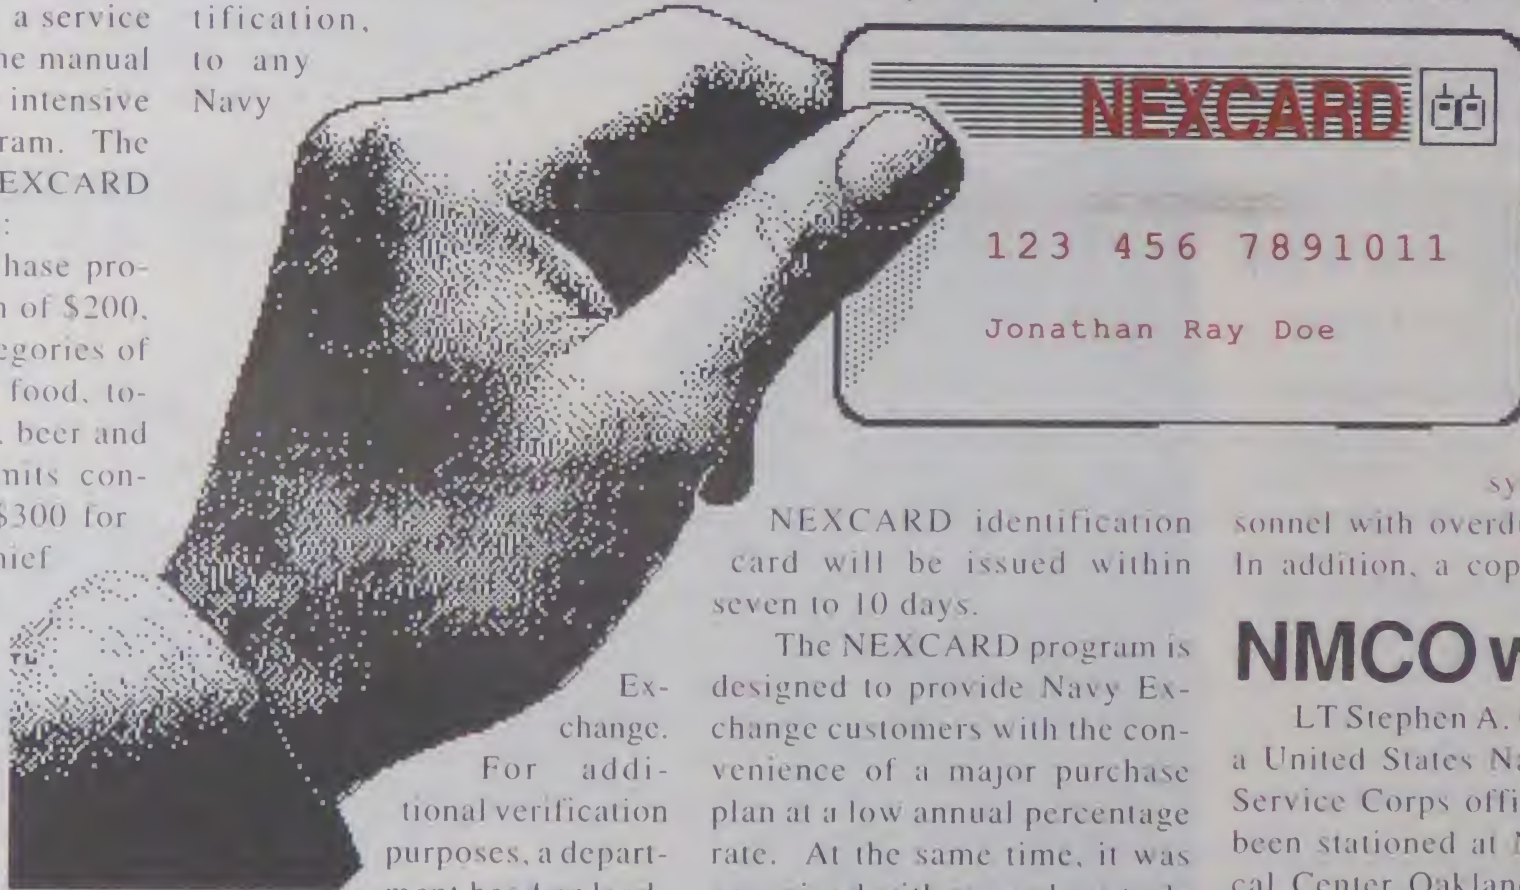 a service
manual
intensive
ram. The
EXCARD
:
hase pro-
of $200,
egories of
food, to-
beer and
mits con-
$300 for
hief
tification,
to any
Navy
Ex-
change.
For addi-
tional verification
purposes, a depart-
NEXCARD
123 456 7891011
Jonathan Ray Doe
NEXCARD identification
card will be issued within
seven to 10 days.
The NEXCARD program is
designed to provide Navy Ex-
change customers with the con-
venience of a major purchase
plan at a low annual percentage
rate. At the same time, it was
sy
sonnel with overd
In addition, a cop
NMCO w
LT Stephen A.
a United States Na
Service Corps offi
been stationed at
cal Center Oaklan